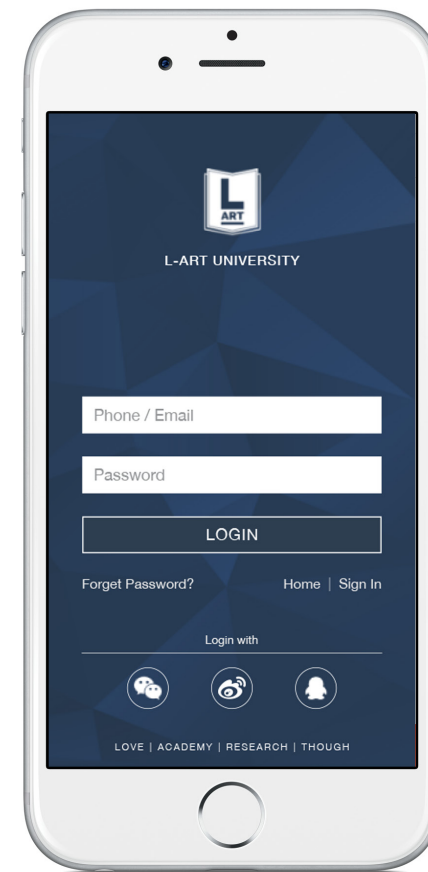 L
ART
L-ART UNIVERSITY
Phone / Email
Password
LOGIN
Forget Password? Home | Sign In
Login with
LOVE | ACADEMY | RESEARCH | THOUGH